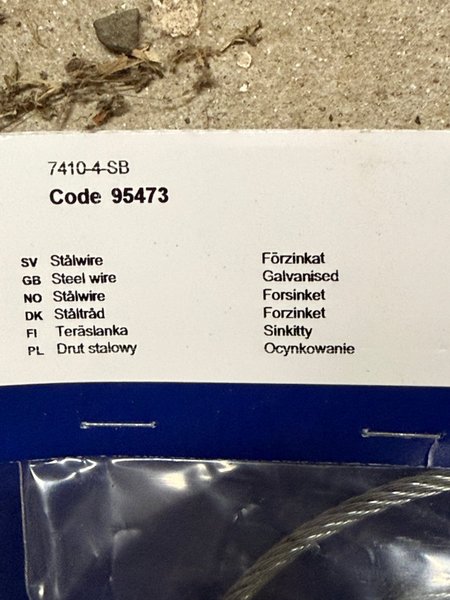 7410-4-SB
Code 95473
SV Stålwire Förzinkat
GB Steel wire Galvanised
NO Stålwire Forsinket
DK Ståltråd Forzinket
FI Teräslanka Sinkitty
PL Drut stalowy Ocynkowanie